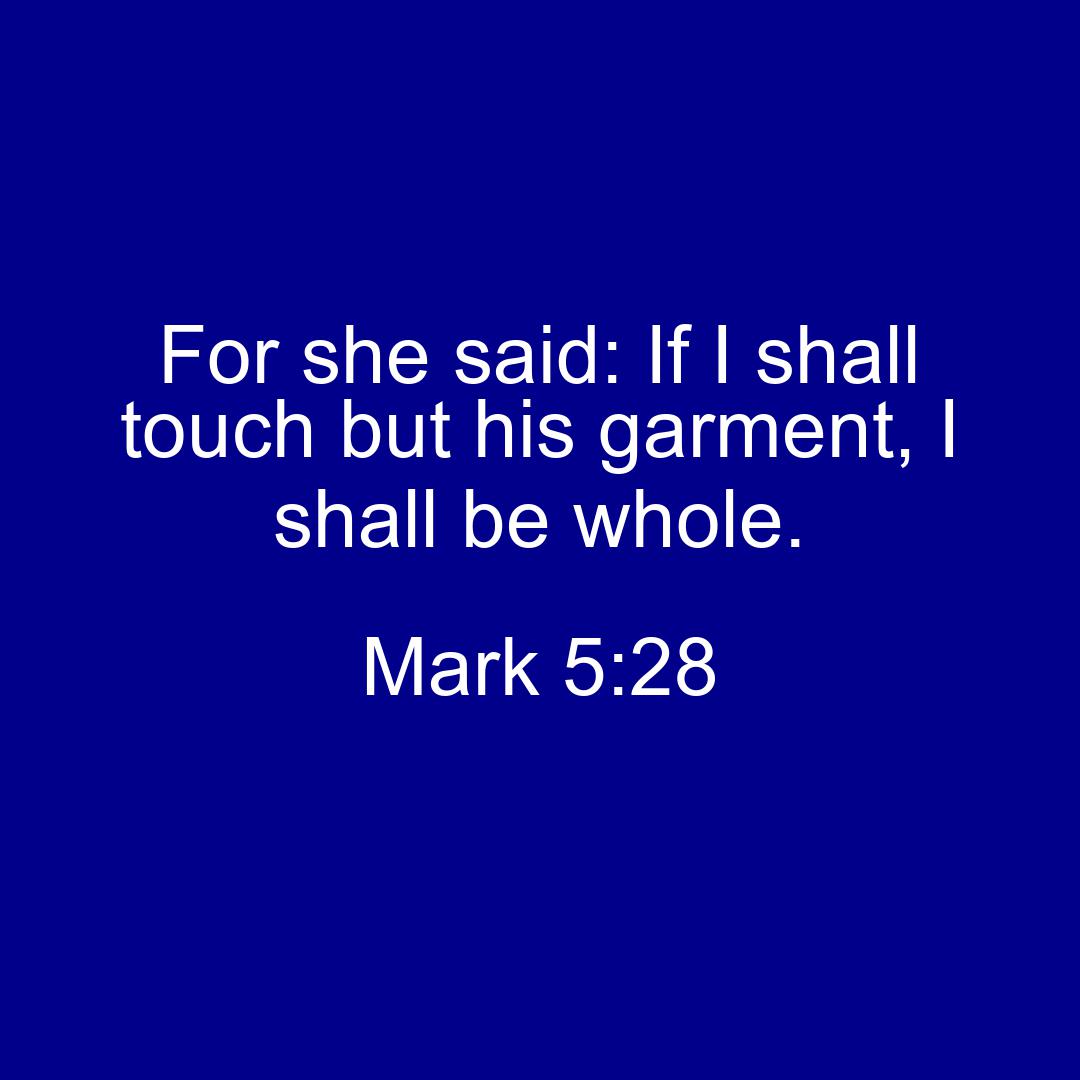 For she said: If I shall
touch but his garment, I
shall be whole.
Mark 5:28